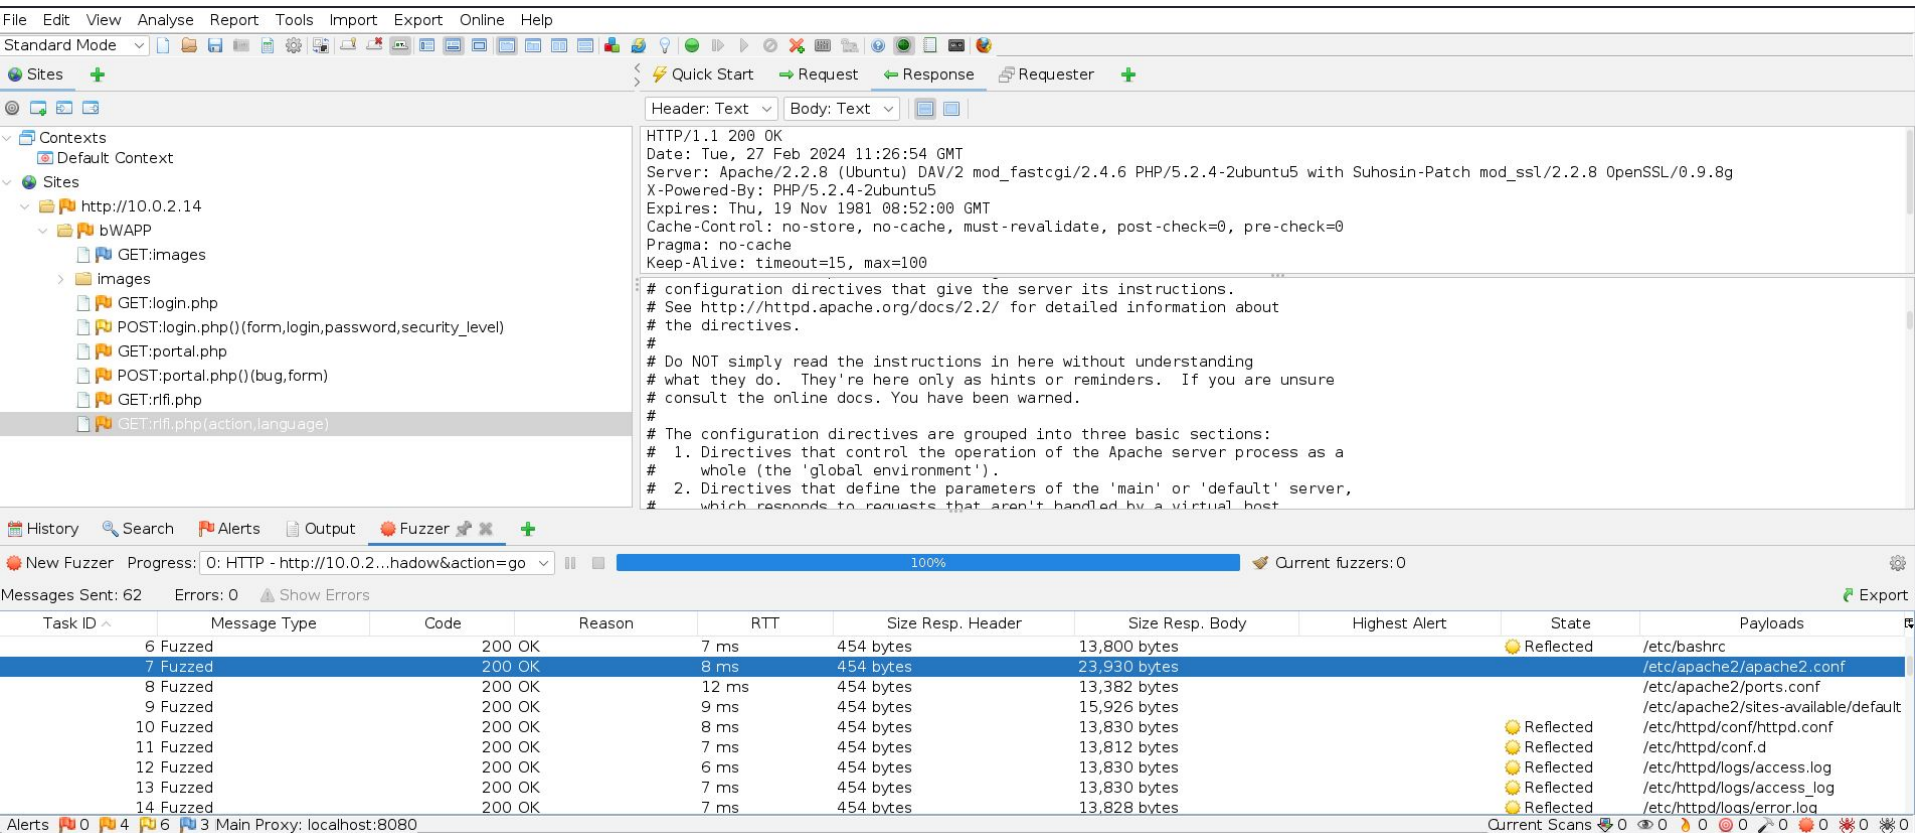 File Edit View Analyse Report Tools Import Export Online Help
Standard Mode
Sites
Quick Start Request Response Requester
Header: Text Body: Text
Contexts
Default Context
Sites
http://10.0.2.14
bWAPP
GET:images
images
GET:login.php
POST:login.php()(form,login,password,security_level)
GET:portal.php
POST:portal.php()(bug,form)
GET:rlfi.php
GET:rlfi.php(action,language)
HTTP/1.1 200 OK
Date: Tue, 27 Feb 2024 11:26:54 GMT
Server: Apache/2.2.8 (Ubuntu) DAV/2 mod_fastcgi/2.4.6 PHP/5.2.4-2ubuntu5 with Suhosin-Patch mod_ssl/2.2.8 OpenSSL/0.9.8g
X-Powered-By: PHP/5.2.4-2ubuntu5
Expires: Thu, 19 Nov 1981 08:52:00 GMT
Cache-Control: no-store, no-cache, must-revalidate, post-check=0, pre-check=0
Pragma: no-cache
Keep-Alive: timeout=15, max=100
# configuration directives that give the server its instructions.
# See http://httpd.apache.org/docs/2.2/ for detailed information about
# the directives.
#
# Do NOT simply read the instructions in here without understanding
# what they do.  They're here only as hints or reminders.  If you are unsure
# consult the online docs. You have been warned.
#
# The configuration directives are grouped into three basic sections:
#  1. Directives that control the operation of the Apache server process as a
#     whole (the 'global environment').
#  2. Directives that define the parameters of the 'main' or 'default' server,
#     which responds to requests that aren't handled by a virtual host
History Search Alerts Output Fuzzer
New Fuzzer Progress: 0: HTTP - http://10.0.2...hadow&action=go 100% Current fuzzers: 0
Messages Sent: 62 Errors: 0 Show Errors Export
Task ID Message Type Code Reason RTT Size Resp. Header Size Resp. Body Highest Alert State Payloads
6 Fuzzed 200 OK 7 ms 454 bytes 13,800 bytes Reflected /etc/bashrc
7 Fuzzed 200 OK 8 ms 454 bytes 23,930 bytes /etc/apache2/apache2.conf
8 Fuzzed 200 OK 12 ms 454 bytes 13,382 bytes /etc/apache2/ports.conf
9 Fuzzed 200 OK 9 ms 454 bytes 15,926 bytes /etc/apache2/sites-available/default
10 Fuzzed 200 OK 8 ms 454 bytes 13,830 bytes Reflected /etc/httpd/conf/httpd.conf
11 Fuzzed 200 OK 7 ms 454 bytes 13,812 bytes Reflected /etc/httpd/conf.d
12 Fuzzed 200 OK 6 ms 454 bytes 13,830 bytes Reflected /etc/httpd/logs/access.log
13 Fuzzed 200 OK 7 ms 454 bytes 13,830 bytes Reflected /etc/httpd/logs/access_log
14 Fuzzed 200 OK 7 ms 454 bytes 13,828 bytes Reflected /etc/httpd/logs/error.log
Alerts 0 4 6 3 Main Proxy: localhost:8080 Current Scans 0 0 0 0 0 0 0 0